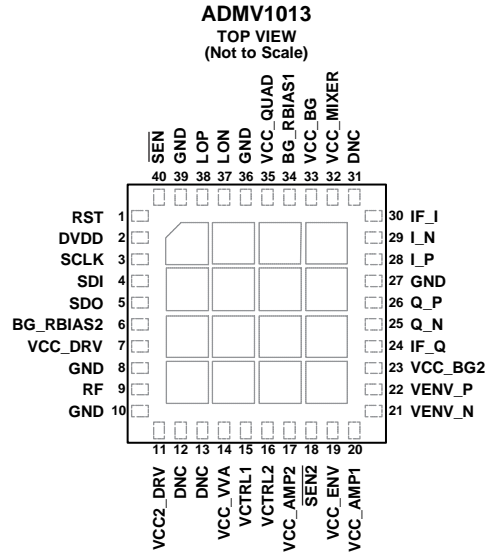 ADMV1013
TOP VIEW
(Not to Scale)
SEN
GND
LOP
LON
GND
VCC_QUAD
BG_RBIAS1
VCC_BG
VCC_MIXER
DNC
40 39 38 37 36 35 34 33 32 31
RST 1
DVDD 2
SCLK 3
SDI 4
SDO 5
BG_RBIAS2 6
VCC_DRV 7
GND 8
RF 9
GND 10
30 IF_I
29 I_N
28 I_P
27 GND
26 Q_P
25 Q_N
24 IF_Q
23 VCC_BG2
22 VENV_P
21 VENV_N
11 12 13 14 15 16 17 18 19 20
VCC2_DRV
DNC
DNC
VCC_VVA
VCTRL1
VCTRL2
VCC_AMP2
SEN2
VCC_ENV
VCC_AMP1